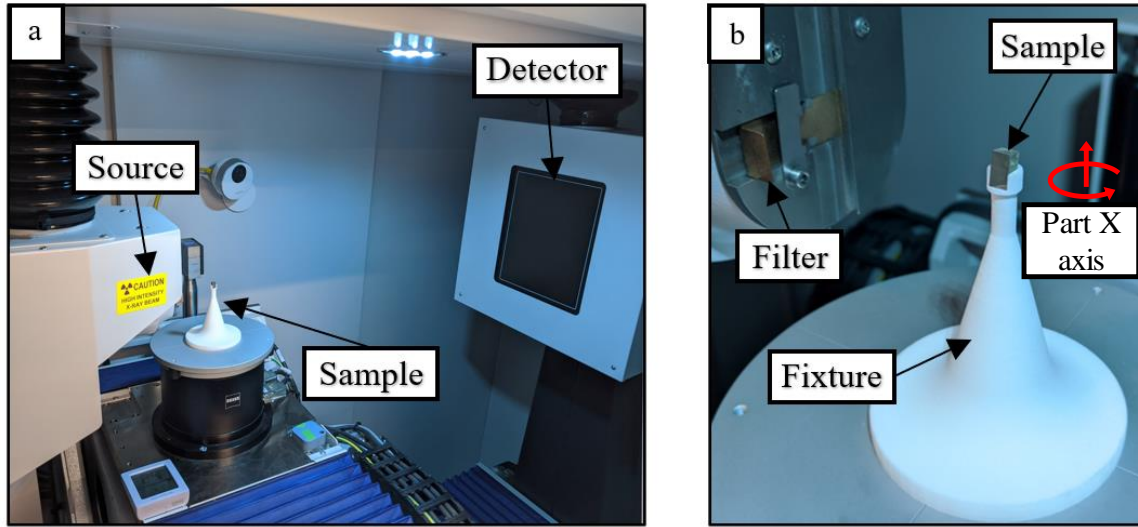 a
Detector
Source
CAUTION
HIGH INTENSITY
X-RAY BEAM
Sample
b
Sample
Part X
axis
Filter
Fixture